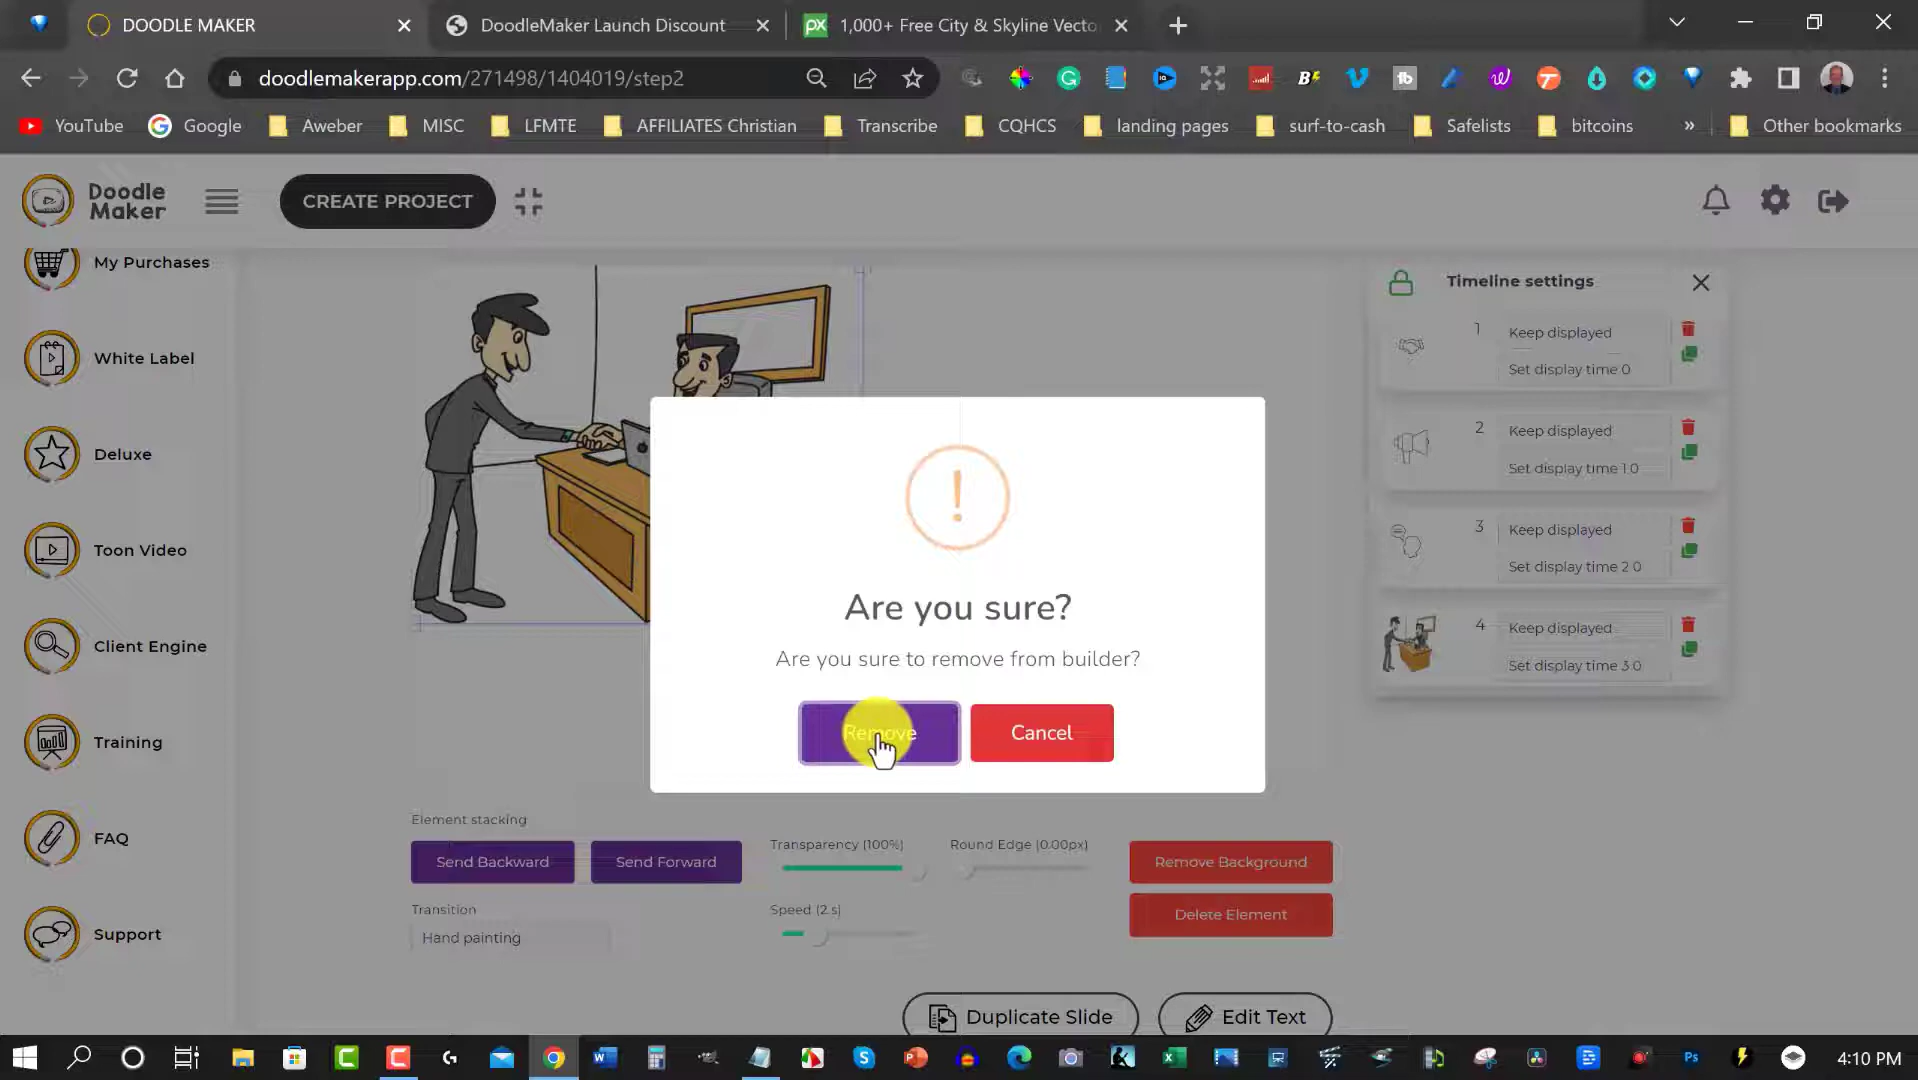 DOODLE MAKER
DoodleMaker Launch Discount
px
1,000+ Free City & Skyline Vecto
doodlemakerapp.com/271498/1404019/step2
YouTube
Google
Aweber
MISC
LFMTE
AFFILIATES Christian
Transcribe
CQHCS
landing pages
surf-to-cash
Safelists
bitcoins
»
Other bookmarks
Doodle
Maker
CREATE PROJECT
My Purchases
White Label
Deluxe
Toon Video
Client Engine
Training
FAQ
Support
Timeline settings
1
Keep displayed
Set display time 0
2
Keep displayed
Set display time 1 0
3
Keep displayed
Set display time 2 0
4
Keep displayed
Set display time 3 0
!
Are you sure?
Are you sure to remove from builder?
Remove
Cancel
Element stacking
Send Backward
Send Forward
Transparency (100%)
Round Edge (0.00px)
Remove Background
Transition
Speed (2 s)
Delete Element
Hand painting
Duplicate Slide
Edit Text
4:10 PM